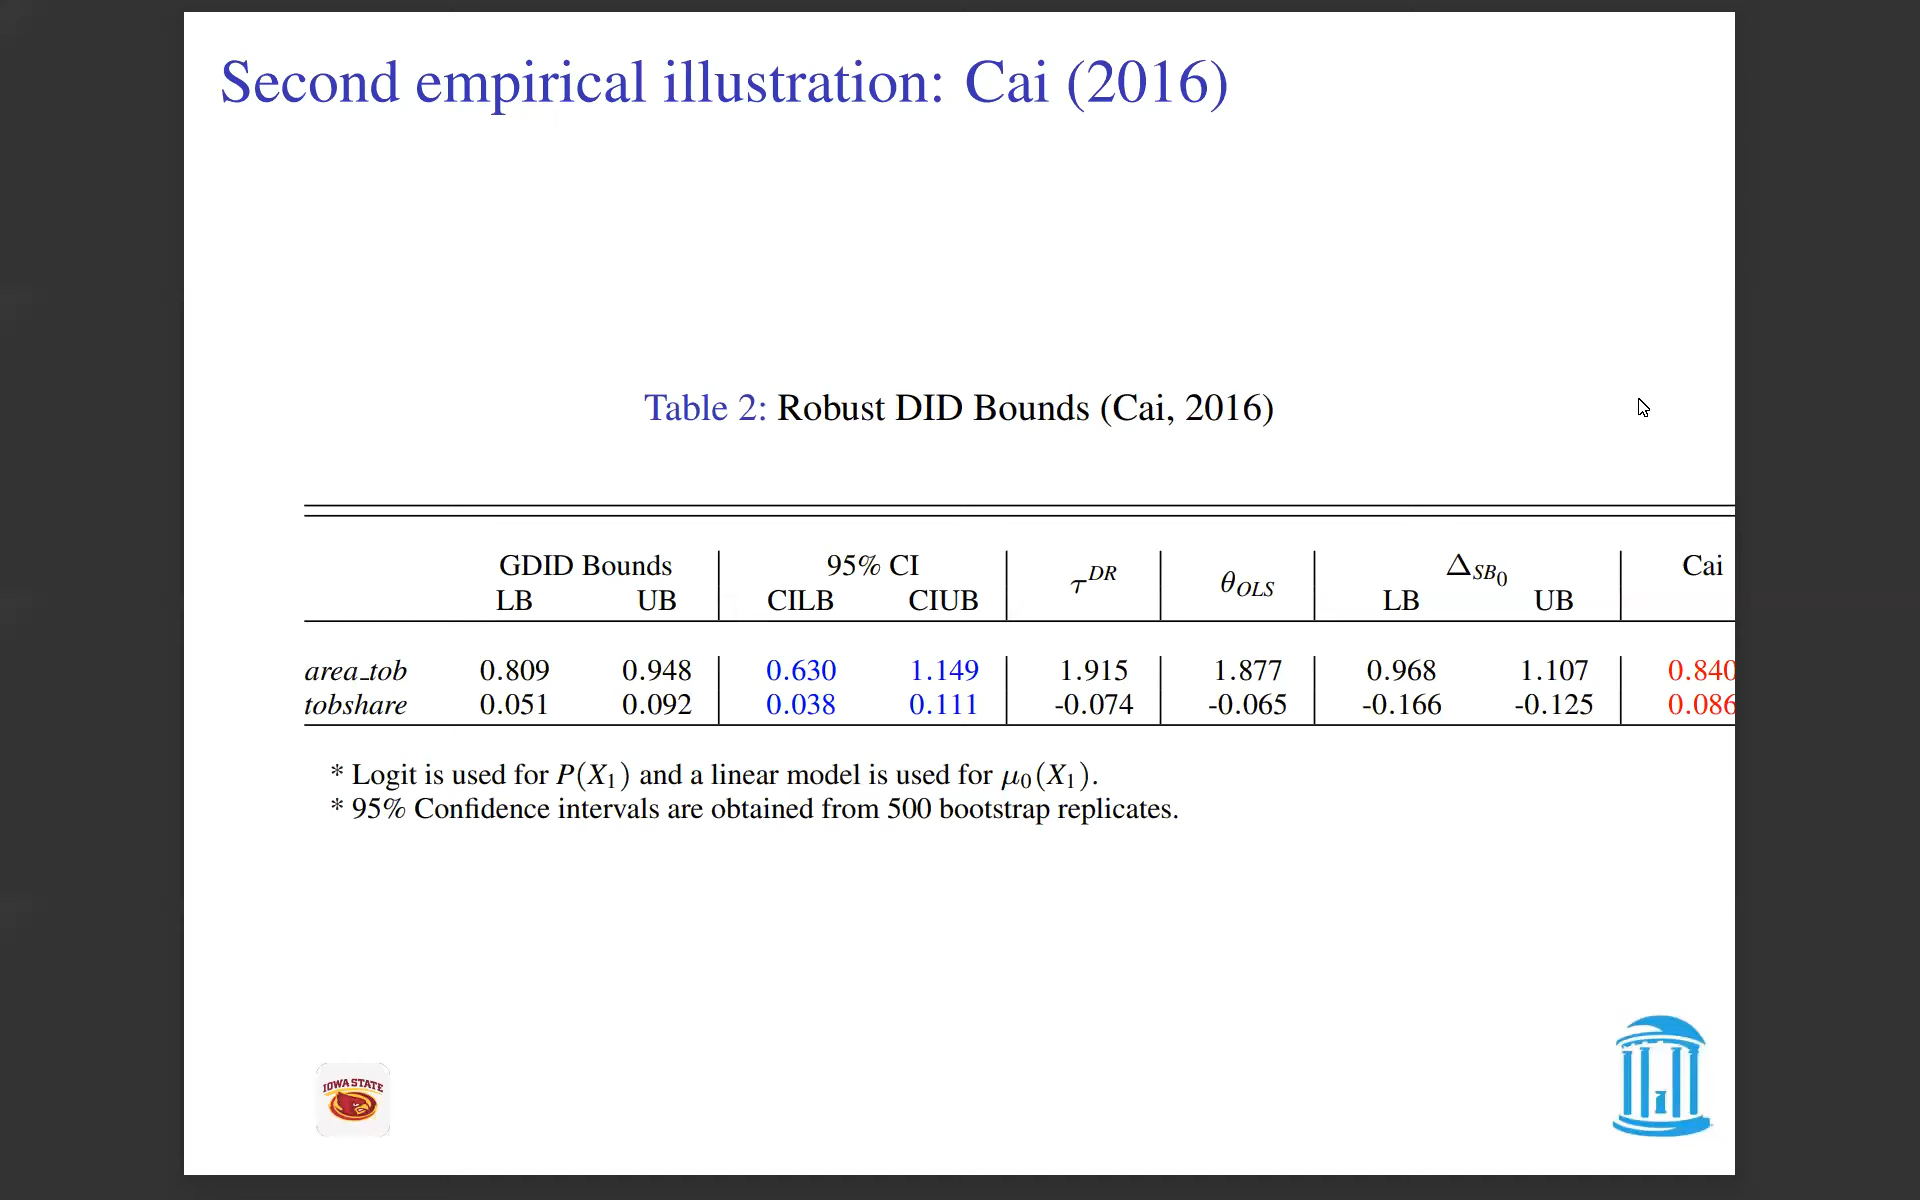 Second empirical illustration: Cai (2016)
Table 2: Robust DID Bounds (Cai, 2016)
GDID Bounds 95% CI τ^DR θ_OLS Δ_SB₀ Cai
LB UB CILB CIUB LB UB
area_tob 0.809 0.948 0.630 1.149 1.915 1.877 0.968 1.107 0.840
tobshare 0.051 0.092 0.038 0.111 -0.074 -0.065 -0.166 -0.125 0.086
* Logit is used for P(X₁) and a linear model is used for μ₀(X₁).
* 95% Confidence intervals are obtained from 500 bootstrap replicates.
IOWA STATE